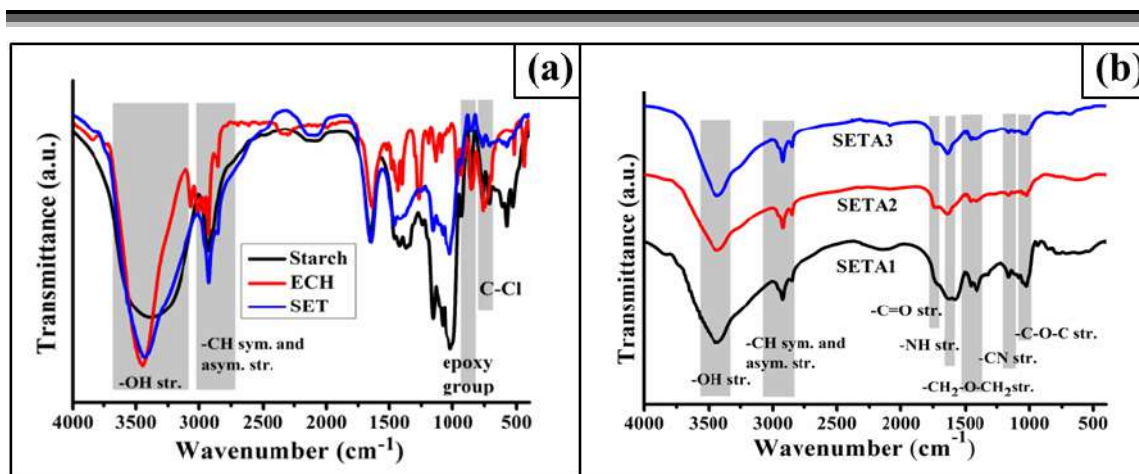 (a)
Transmittance (a.u.)
Starch
ECH
SET
-OH str.
-CH sym. and
asym. str.
epoxy
group
C-Cl
4000 3500 3000 2500 2000 1500 1000 500
Wavenumber (cm⁻¹)
(b)
Transmittance (a.u.)
SETA3
SETA2
SETA1
-OH str.
-CH sym. and
asym. str.
-C=O str.
-NH str.
-CH₂-O-CH₂str.
-CN str.
-C-O-C str.
4000 3500 3000 2500 2000 1500 1000 500
Wavenumber (cm⁻¹)